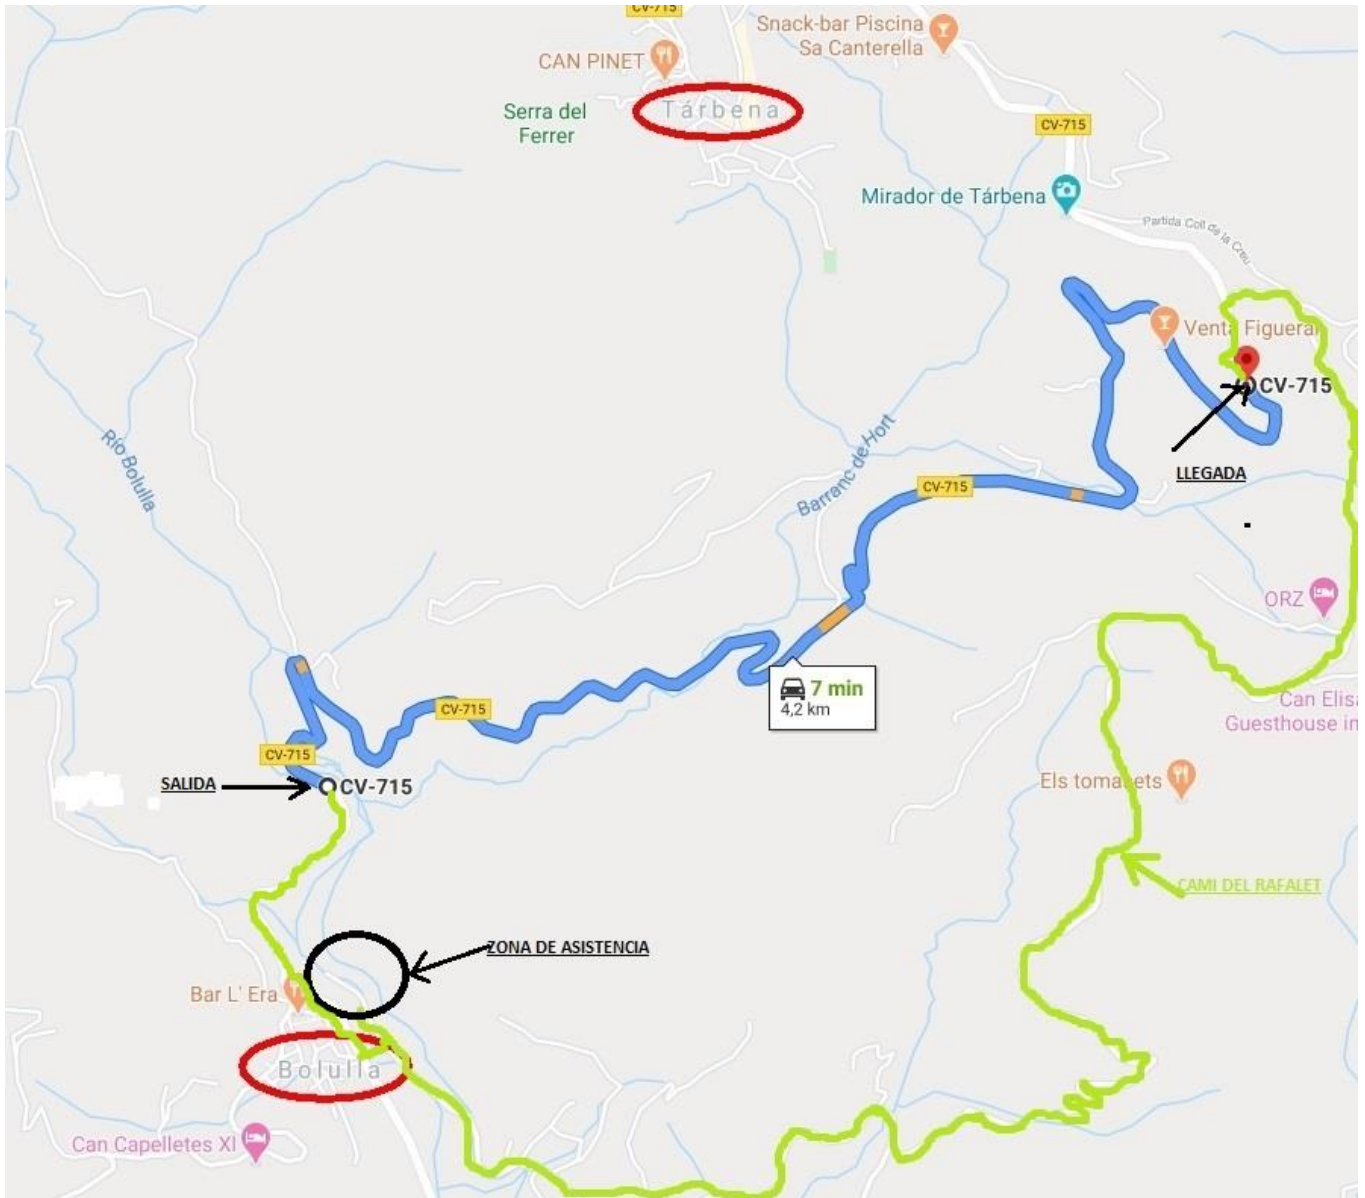 CV-715
Snack-bar Piscina
Sa Canterella
CAN PINET
Tárbena
Serra del
Ferrer
CV-715
Mirador de Tárbena
Partida Coll de la Creu
Venta Figueral
CV-715
LLEGADA
Río Bolulla
Barranc de Hort
CV-715
ORZ
7 min
4,2 km
CV-715
Can Elisa
Guesthouse in
CV-715
SALIDA
CV-715
Els tomalets
CAMI DEL RAFALET
ZONA DE ASISTENCIA
Bar L' Era
Bolulla
Can Capelletes XI